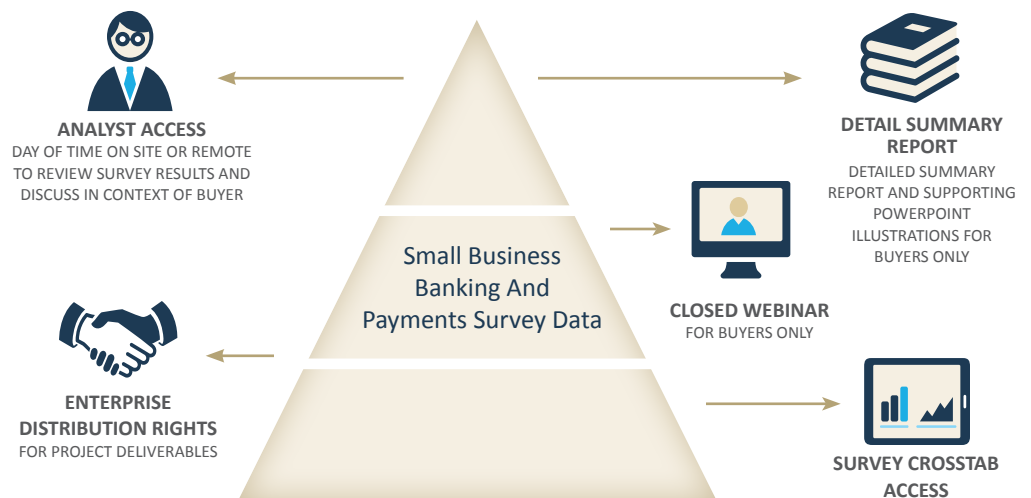 ANALYST ACCESS
DAY OF TIME ON SITE OR REMOTE
TO REVIEW SURVEY RESULTS AND
DISCUSS IN CONTEXT OF BUYER
DETAIL SUMMARY
REPORT
DETAILED SUMMARY
REPORT AND SUPPORTING
POWERPOINT
ILLUSTRATIONS FOR
BUYERS ONLY
Small Business
Banking And
Payments Survey Data
CLOSED WEBINAR
FOR BUYERS ONLY
ENTERPRISE
DISTRIBUTION RIGHTS
FOR PROJECT DELIVERABLES
SURVEY CROSSTAB
ACCESS